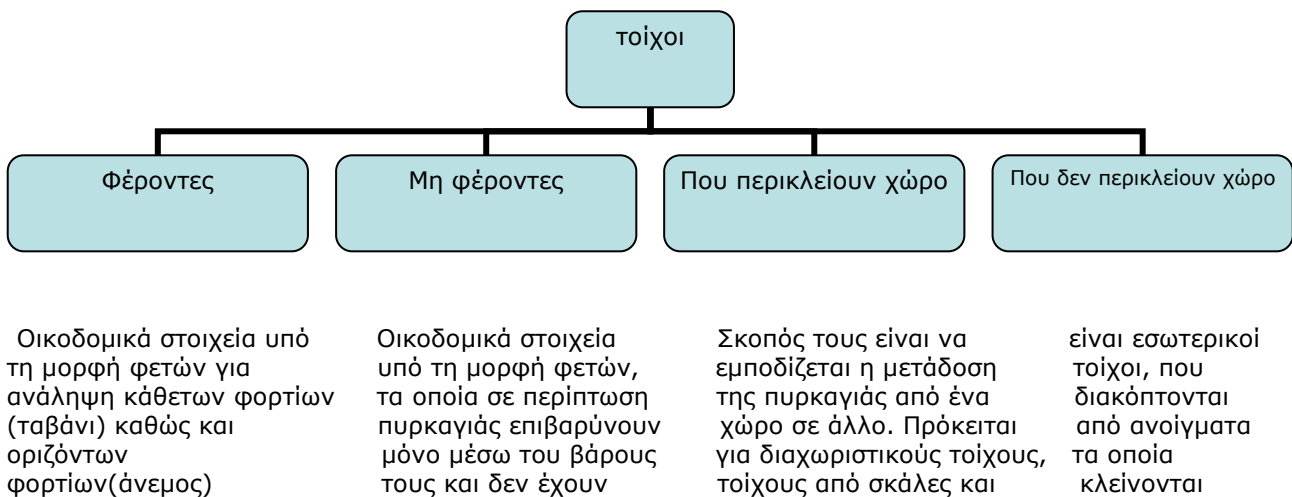 τοίχοι
Φέροντες
Μη φέροντες
Που περικλείουν χώρο
Που δεν περικλείουν χώρο
Οικοδομικά στοιχεία υπό
τη μορφή φετών για
ανάληψη κάθετων φορτίων
(ταβάνι) καθώς και
οριζόντων
φορτίων(άνεμος)
Οικοδομικά στοιχεία
υπό τη μορφή φετών,
τα οποία σε περίπτωση
πυρκαγιάς επιβαρύνουν
μόνο μέσω του βάρους
τους και δεν έχουν
Σκοπός τους είναι να
εμποδίζεται η μετάδοση
της πυρκαγιάς από ένα
χώρο σε άλλο. Πρόκειται
για διαχωριστικούς τοίχους,
τοίχους από σκάλες και
είναι εσωτερικοί
τοίχοι, που
διακόπτονται
από ανοίγματα
τα οποία
κλείνονται